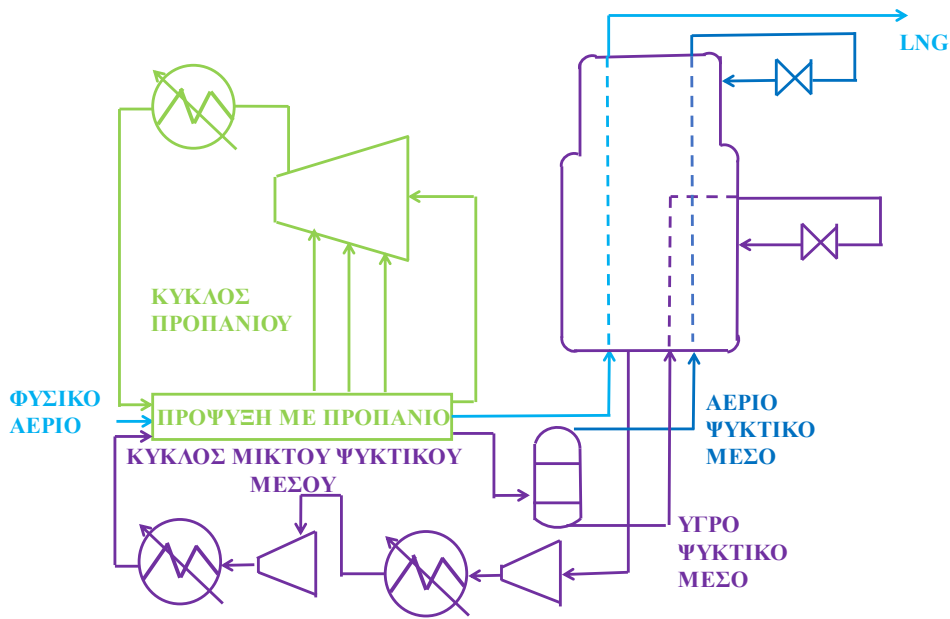 LNG
ΚΥΚΛΟΣ
ΠΡΟΠΑΝΙΟΥ
ΦΥΣΙΚΟ
ΑΕΡΙΟ
ΠΡΟΨΥΞΗ ΜΕ ΠΡΟΠΑΝΙΟ
ΚΥΚΛΟΣ ΜΙΚΤΟΥ ΨΥΚΤΙΚΟΥ
ΜΕΣΟΥ
ΑΕΡΙΟ
ΨΥΚΤΙΚΟ
ΜΕΣΟ
ΥΓΡΟ
ΨΥΚΤΙΚΟ
ΜΕΣΟ